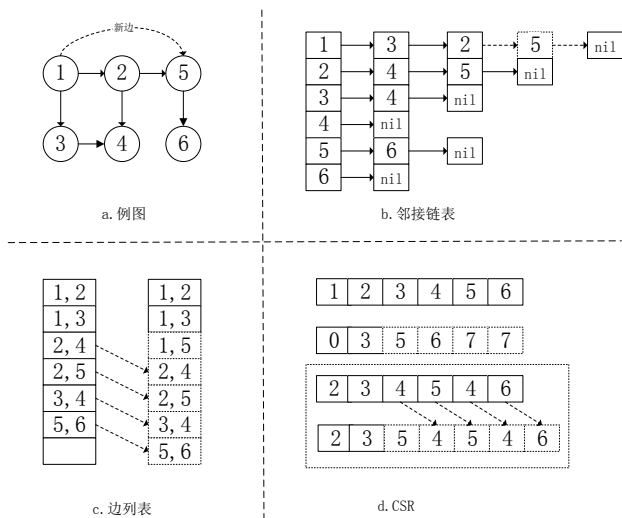 新边
1 2 5
3 4 6
a.例图
1 3 2 5 nil
2 4 5 nil
3 4 nil
4 nil
5 6 nil
6 nil
b.邻接链表
1,2 1,2
1,3 1,3
2,4 1,5
2,5 2,4
3,4 2,5
5,6 3,4
5,6
c.边列表
1 2 3 4 5 6
0 3 5 6 7 7
2 3 4 5 4 6
2 3 5 4 5 4 6
d.CSR